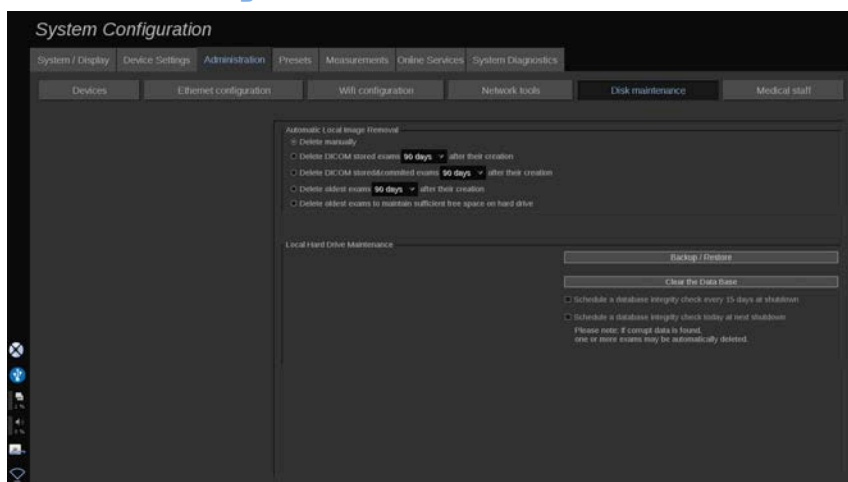 System Configuration
System / Display Device Settings Administration Presets Measurements Online Services System Diagnostics
Devices Ethernet configuration Wifi configuration Network tools Disk maintenance Medical staff
Automatic Local Image Removal
Delete manually
Delete DICOM stored exams 90 days after their creation
Delete DICOM stored&commited exams 90 days after their creation
Delete oldest exams 90 days after their creation
Delete oldest exams to maintain sufficient free space on hard drive
Local Hard Drive Maintenance
Backup / Restore
Clear the Data Base
Schedule a database integrity check every 15 days at shutdown
Schedule a database integrity check today at next shutdown
Please note: if corrupt data is found,
one or more exams may be automatically deleted.